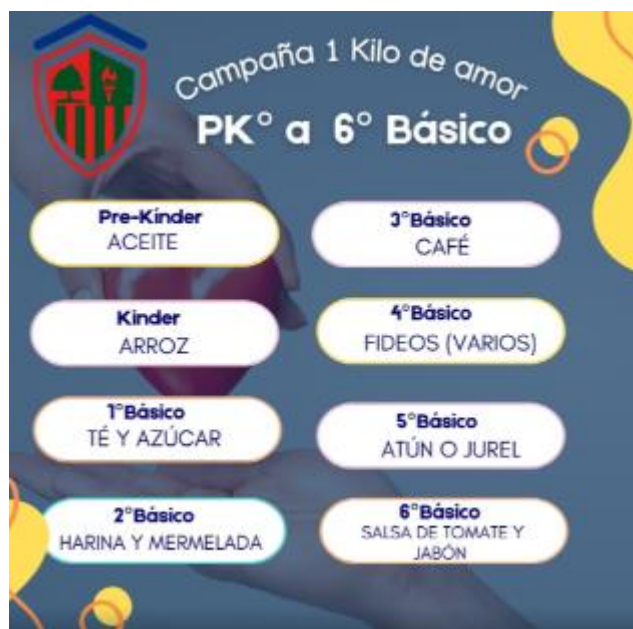 Campaña 1 Kilo de amor
PK° a 6° Básico
Pre-Kínder
ACEITE
Kinder
ARROZ
1°Básico
TÉ Y AZÚCAR
2°Básico
HARINA Y MERMELADA
3°Básico
CAFÉ
4°Básico
FIDEOS (VARIOS)
5°Básico
ATÚN O JUREL
6°Básico
SALSA DE TOMATE Y
JABÓN